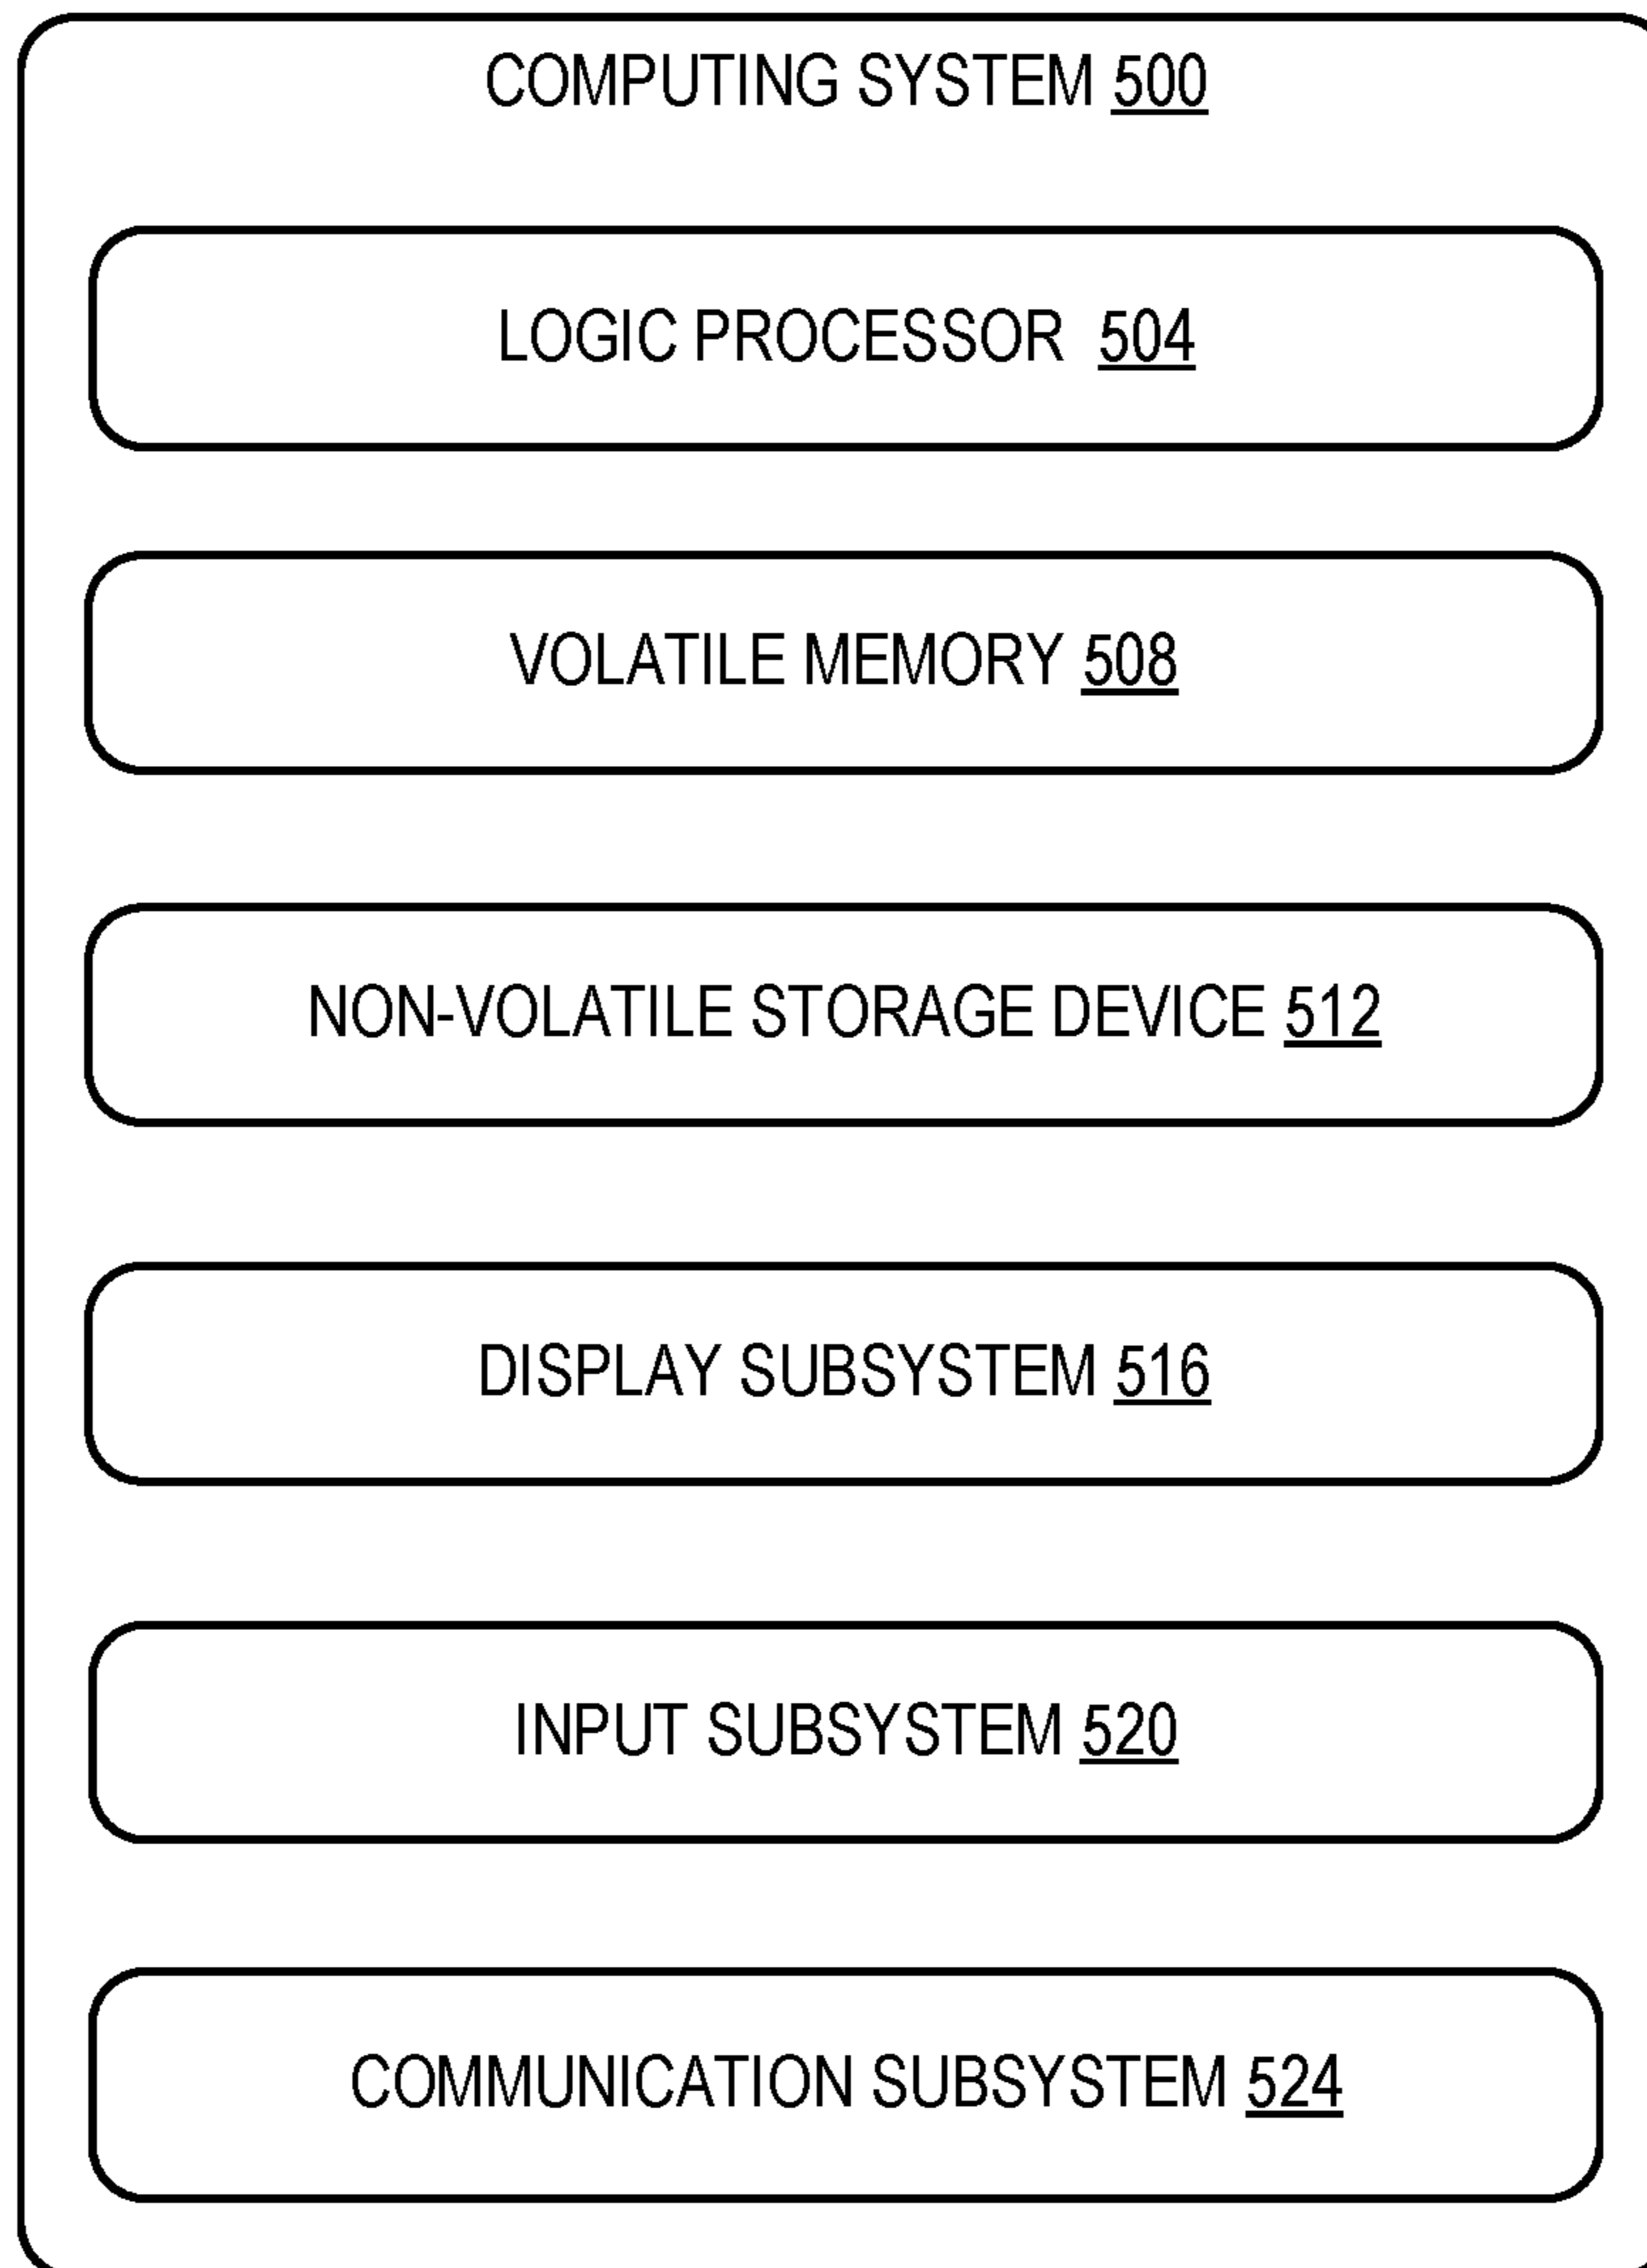 COMPUTING SYSTEM 500
LOGIC PROCESSOR 504
VOLATILE MEMORY 508
NON-VOLATILE STORAGE DEVICE 512
DISPLAY SUBSYSTEM 516
INPUT SUBSYSTEM 520
COMMUNICATION SUBSYSTEM 524